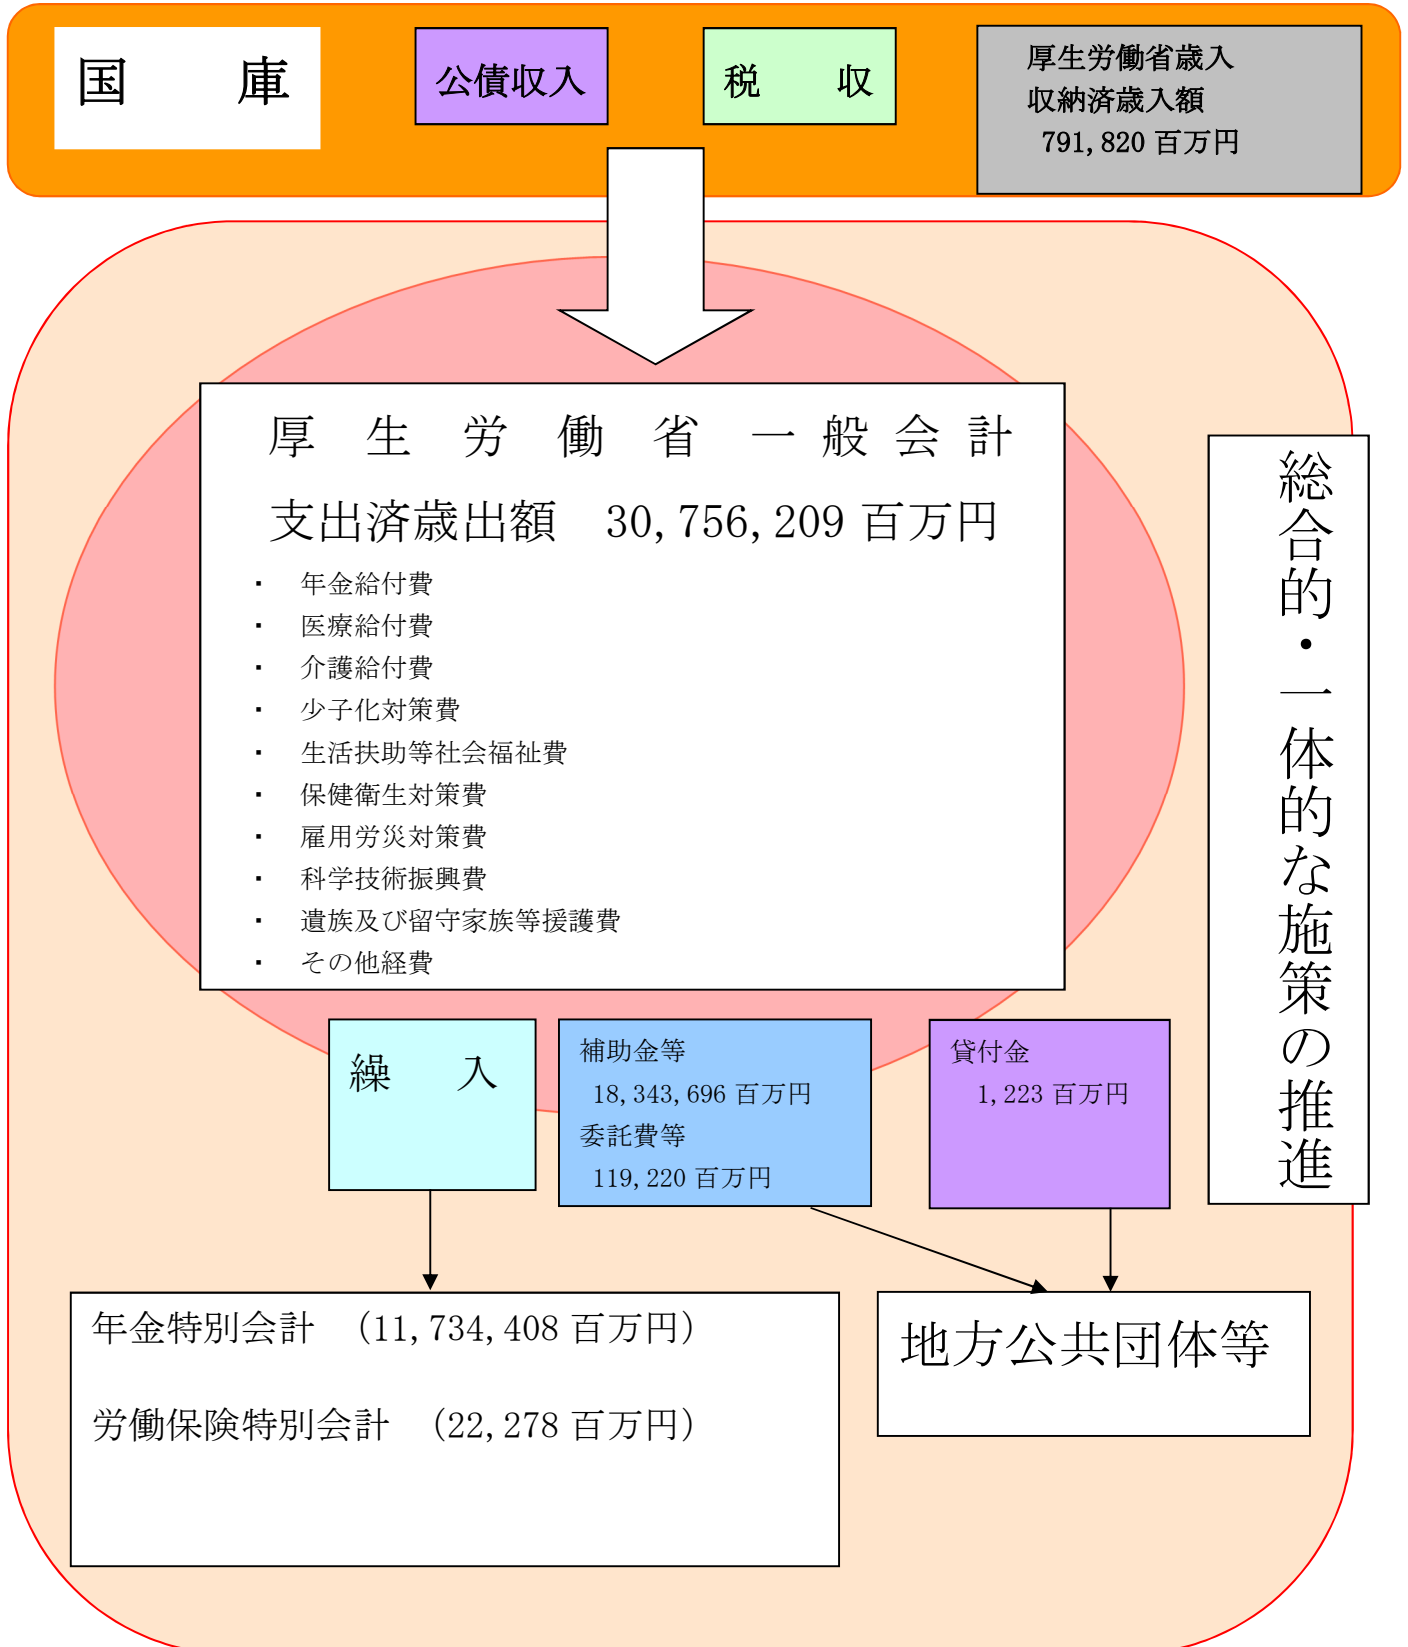 国　　庫
公債収入
税　　収
厚生労働省歳入
収納済歳入額
791,820 百万円
厚　生　労　働　省　一 般 会 計
支出済歳出額　30,756,209 百万円
・　年金給付費
・　医療給付費
・　介護給付費
・　少子化対策費
・　生活扶助等社会福祉費
・　保健衛生対策費
・　雇用労災対策費
・　科学技術振興費
・　遺族及び留守家族等援護費
・　その他経費
総合的・一体的な施策の推進
繰　　入
補助金等
18,343,696 百万円
委託費等
119,220 百万円
貸付金
1,223 百万円
年金特別会計　（11,734,408 百万円）
労働保険特別会計　（22,278 百万円）
地方公共団体等